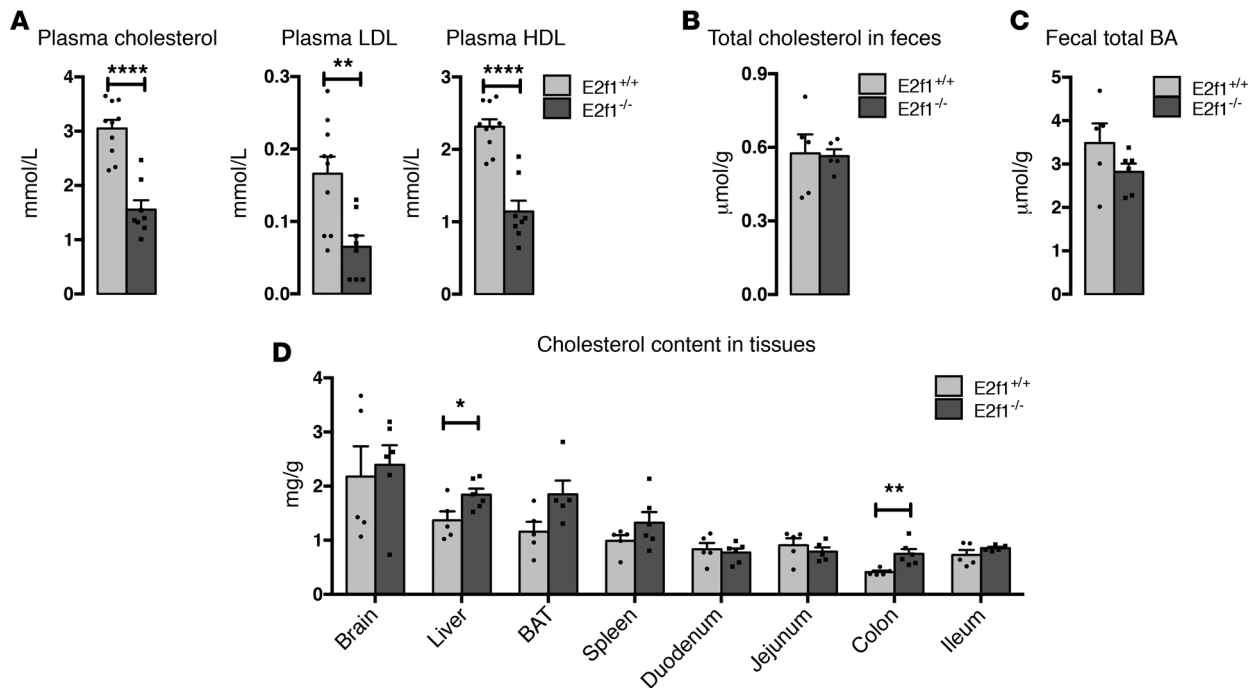 A
Plasma cholesterol
****
mmol/L
4
3
2
1
0
Plasma LDL
**
mmol/L
0.3
0.2
0.1
0.0
Plasma HDL
****
mmol/L
3
2
1
0
E2f1+/+
E2f1-/-
B
Total cholesterol in feces
µmol/g
0.9
0.6
0.3
0.0
E2f1+/+
E2f1-/-
C
Fecal total BA
µmol/g
5
4
3
2
1
0
E2f1+/+
E2f1-/-
D
Cholesterol content in tissues
E2f1+/+
E2f1-/-
mg/g
4
3
2
1
0
*
**
Brain
Liver
BAT
Spleen
Duodenum
Jejunum
Colon
Ileum